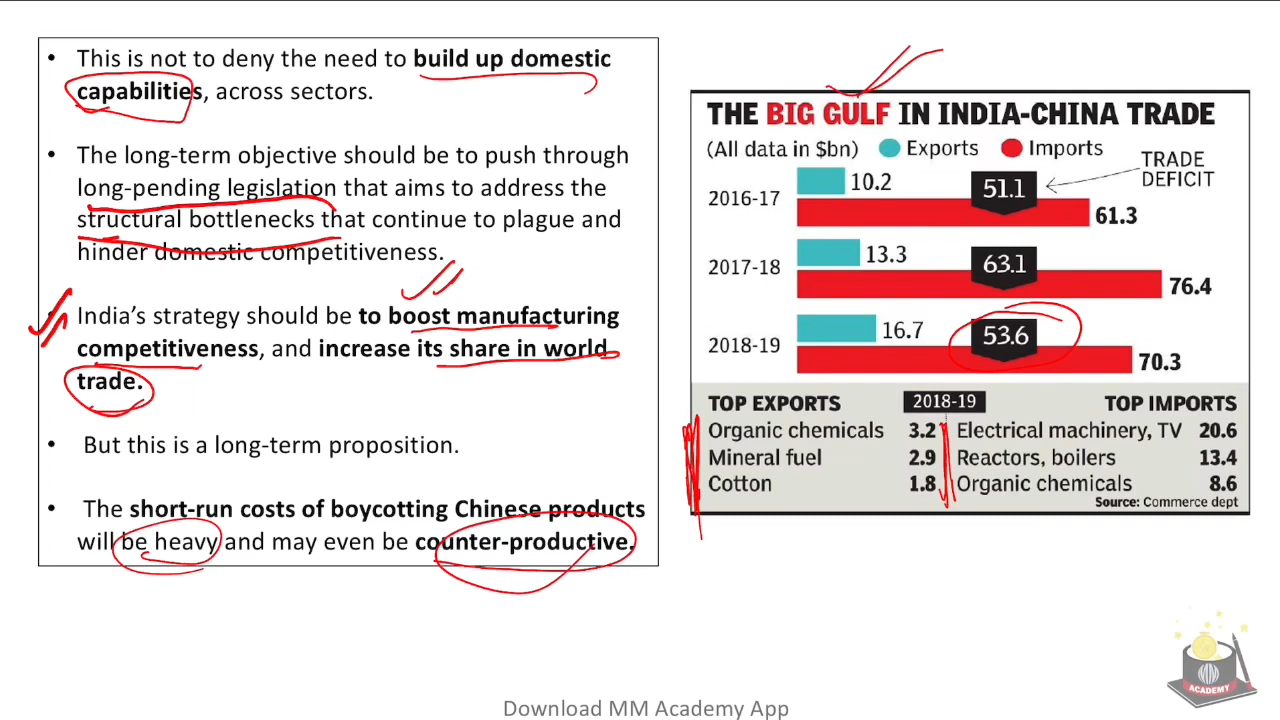 • This is not to deny the need to build up domestic
capabilities, across sectors.
• The long-term objective should be to push through
long-pending legislation that aims to address the
structural bottlenecks that continue to plague and
hinder domestic competitiveness.
India's strategy should be to boost manufacturing
competitiveness, and increase its share in world
trade.
• But this is a long-term proposition.
• The short-run costs of boycotting Chinese products
will be heavy and may even be counter-productive.
THE BIG GULF IN INDIA-CHINA TRADE
(All data in $bn) Exports Imports
TRADE
DEFICIT
2016-17 10.2 51.1 61.3
2017-18 13.3 63.1 76.4
2018-19 16.7 53.6 70.3
TOP EXPORTS 2018-19 TOP IMPORTS
Organic chemicals 3.2 Electrical machinery, TV 20.6
Mineral fuel 2.9 Reactors, boilers 13.4
Cotton 1.8 Organic chemicals 8.6
Source: Commerce dept
ACADEMY
Download MM Academy App